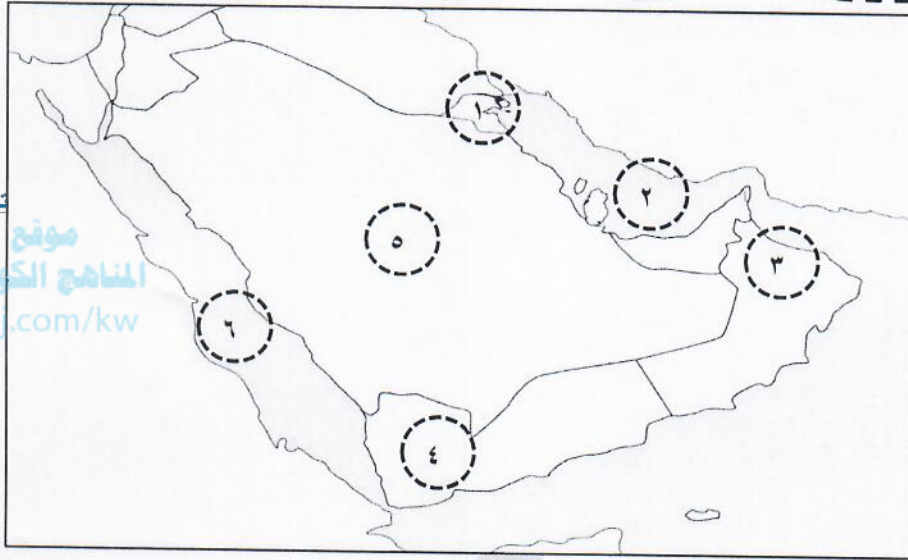 ١
٢
٣
٤
٥
٦
موقع
المناهج الكو
j.com/kw